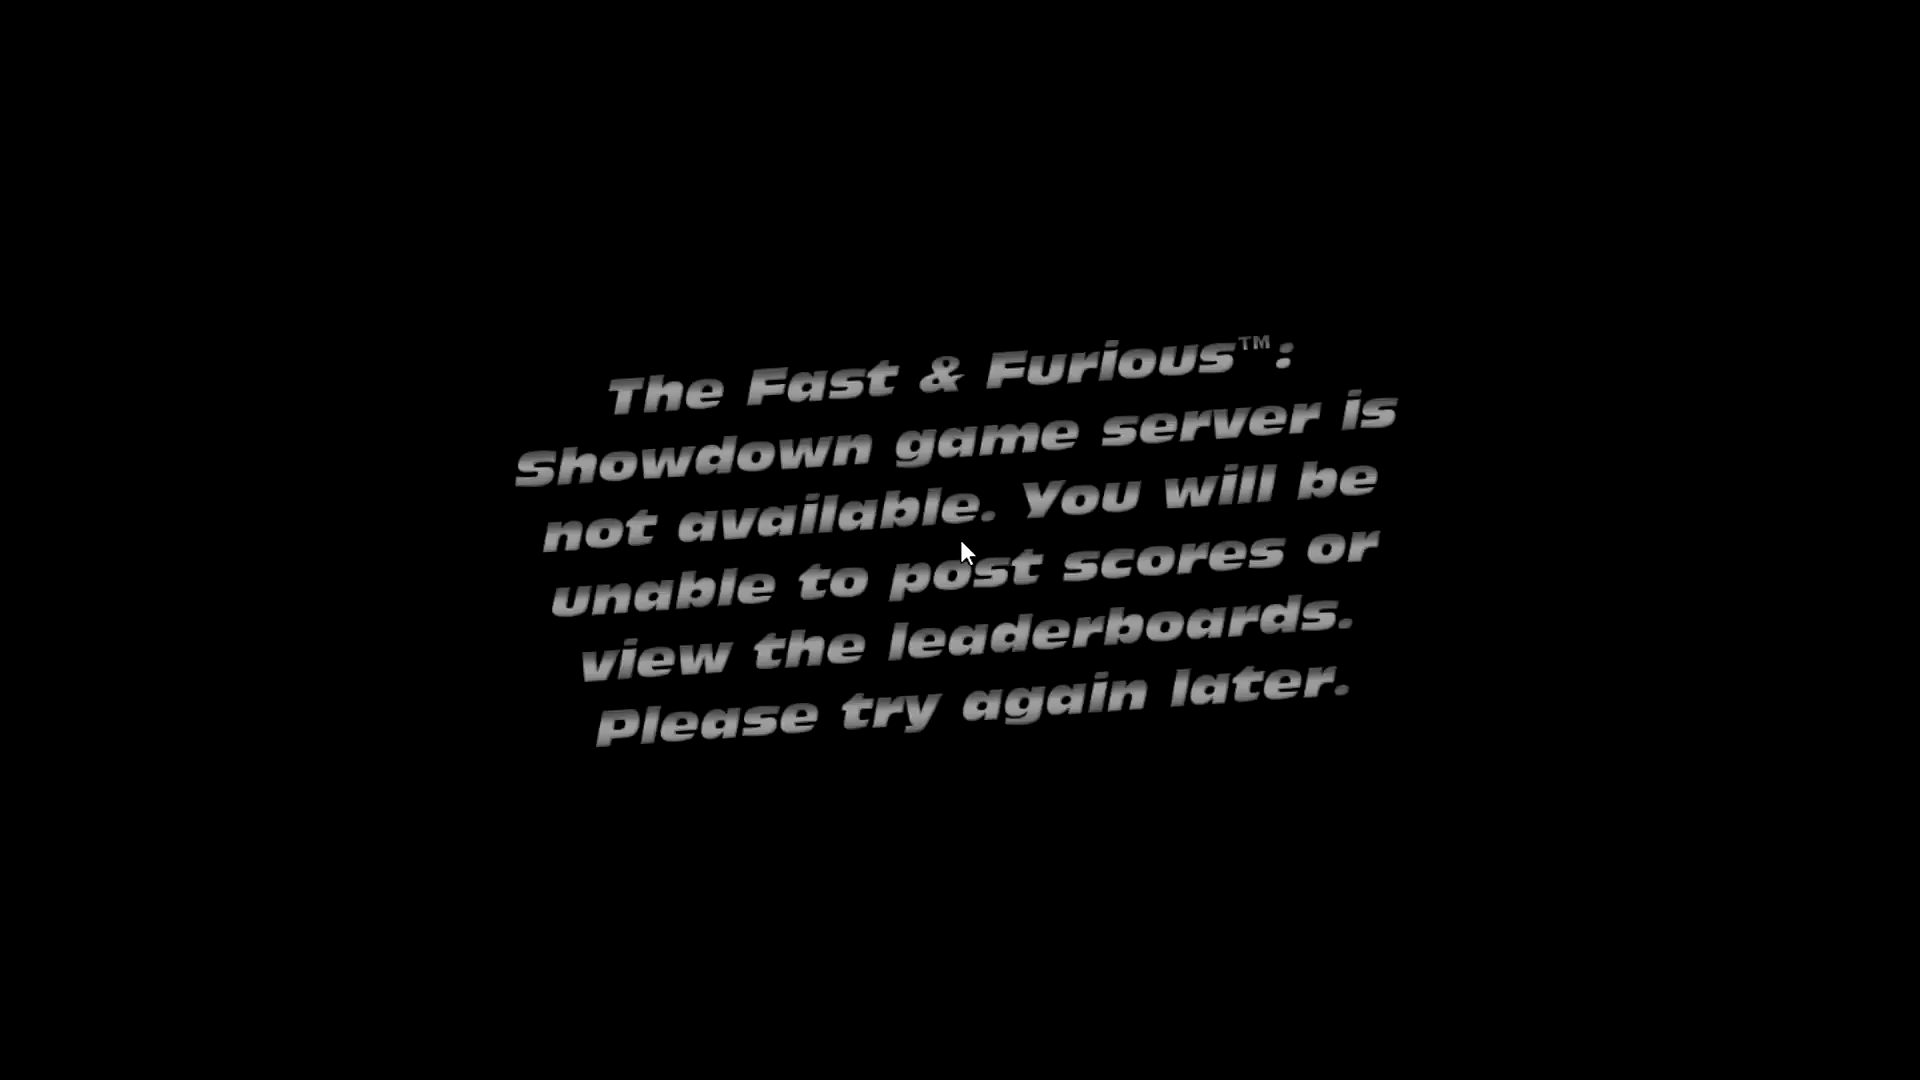 The Fast & Furious™:
Showdown game server is
not available. You will be
unable to post scores or
view the leaderboards.
Please try again later.